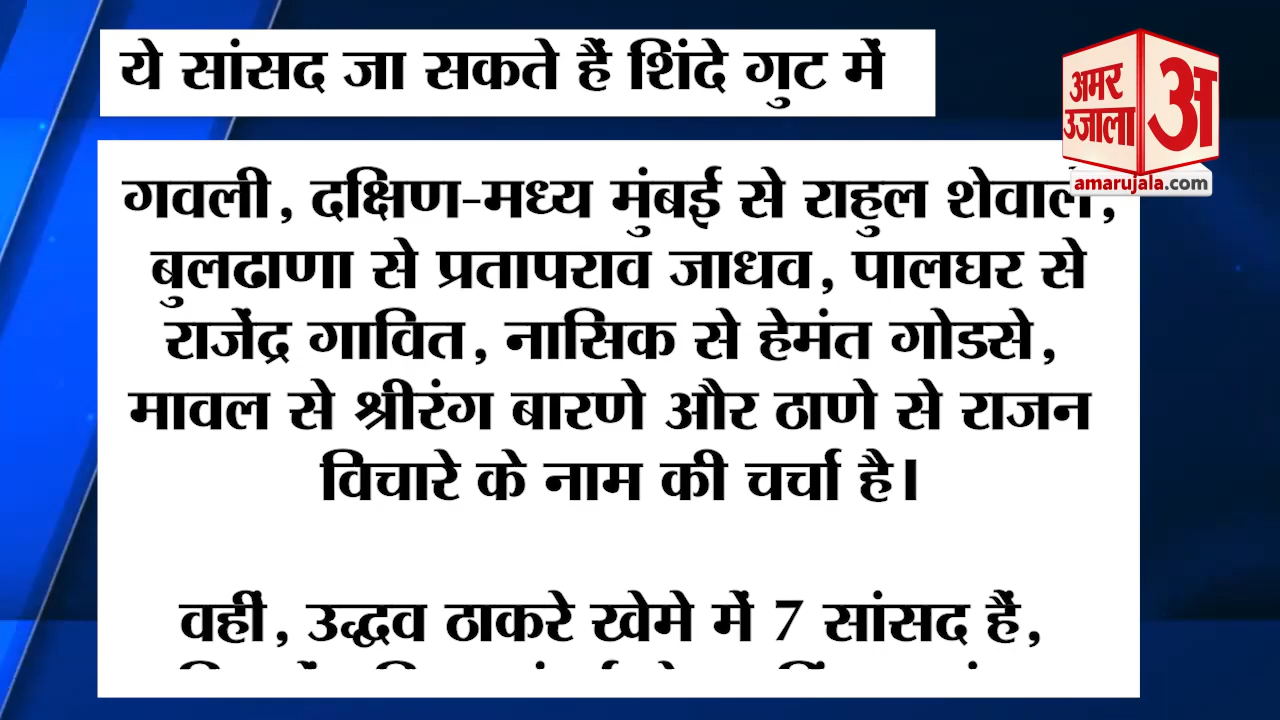 ये सांसद जा सकते हैं शिंदे गुट में
अमर
उजाला
अ
amarujala.com
गवली, दक्षिण-मध्य मुंबई से राहुल शेवाले,
बुलढाणा से प्रतापराव जाधव, पालघर से
राजेंद्र गावित, नासिक से हेमंत गोडसे,
मावल से श्रीरंग बारणे और ठाणे से राजन
विचारे के नाम की चर्चा है।
वहीं, उद्धव ठाकरे खेमे में 7 सांसद हैं,